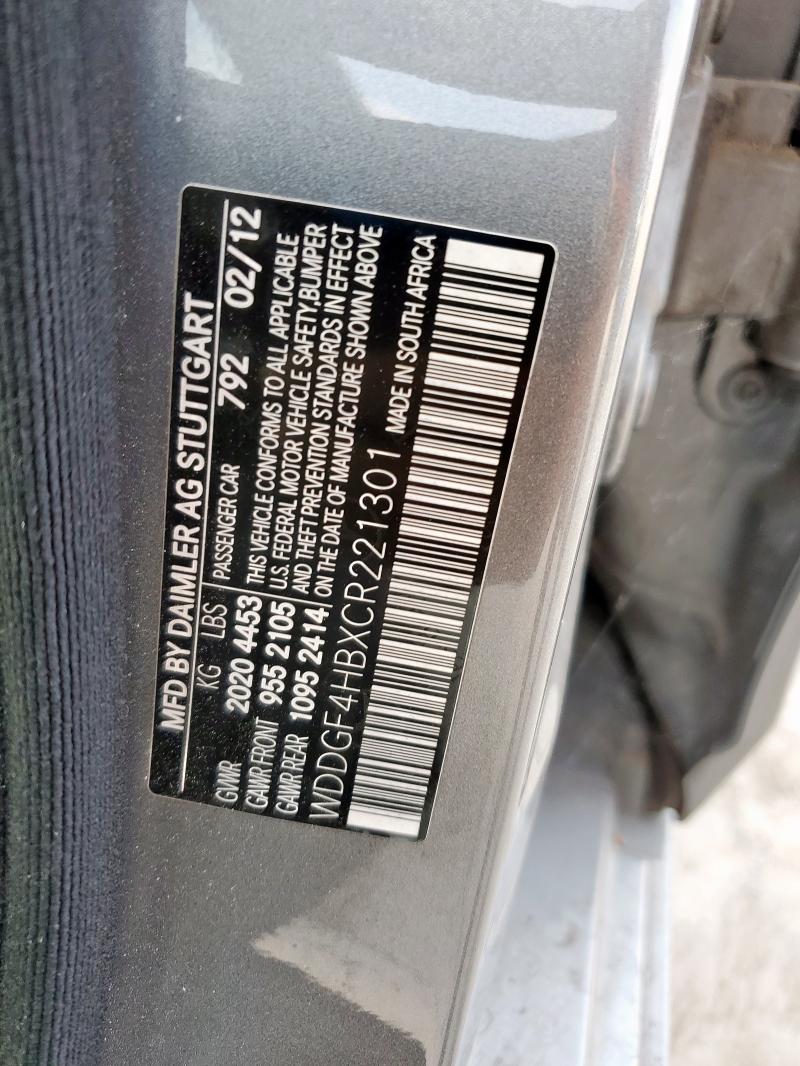 MFD BY DAIMLER AG STUTTGART
KG LBS PASSENGER CAR 792 02/12
GVWR 2020 4453 THIS VEHICLE CONFORMS TO ALL APPLICABLE
GAWR FRONT 955 2105 U.S. FEDERAL MOTOR VEHICLE SAFETY, BUMPER
GAWR REAR 1095 2414 AND THEFT PREVENTION STANDARDS IN EFFECT
ON THE DATE OF MANUFACTURE SHOWN ABOVE
WDDGF4HBXCR221301 MADE IN SOUTH AFRICA